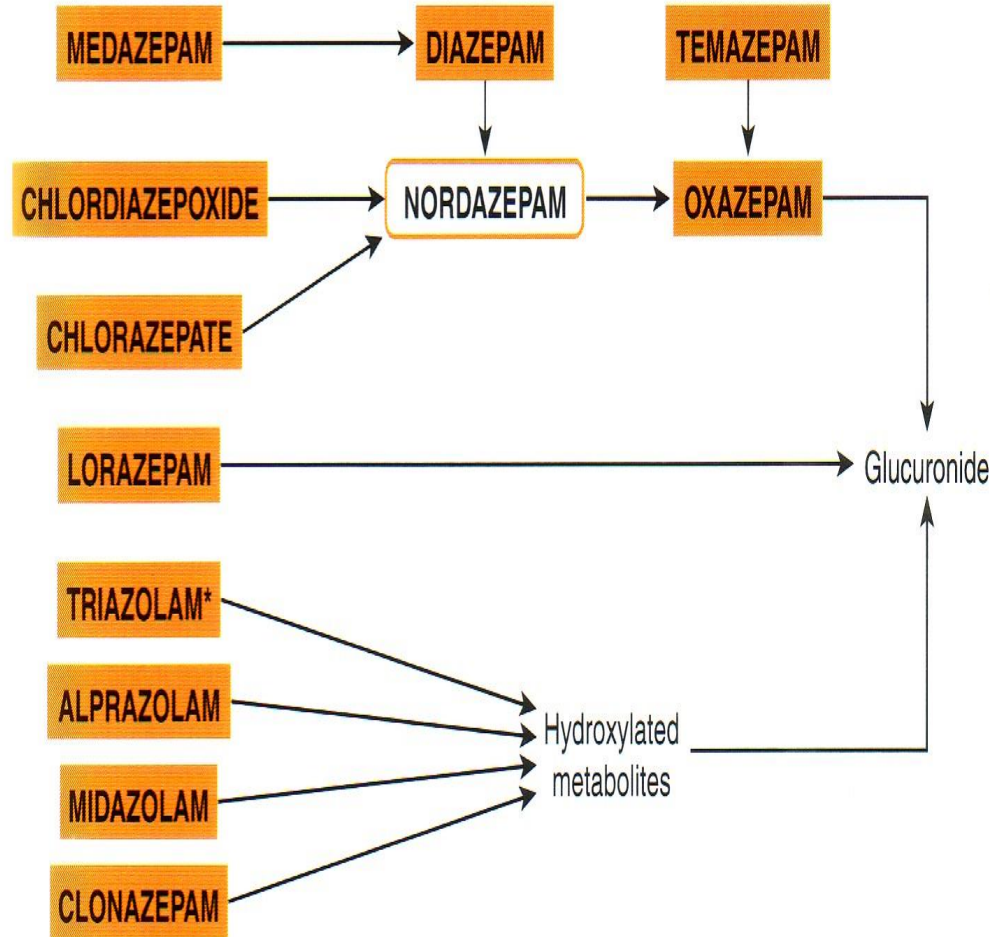 MEDAZEPAM
DIAZEPAM
TEMAZEPAM
CHLORDIAZEPOXIDE
NORDAZEPAM
OXAZEPAM
CHLORAZEPATE
LORAZEPAM
Glucuronide
TRIAZOLAM*
ALPRAZOLAM
Hydroxylated
metabolites
MIDAZOLAM
CLONAZEPAM